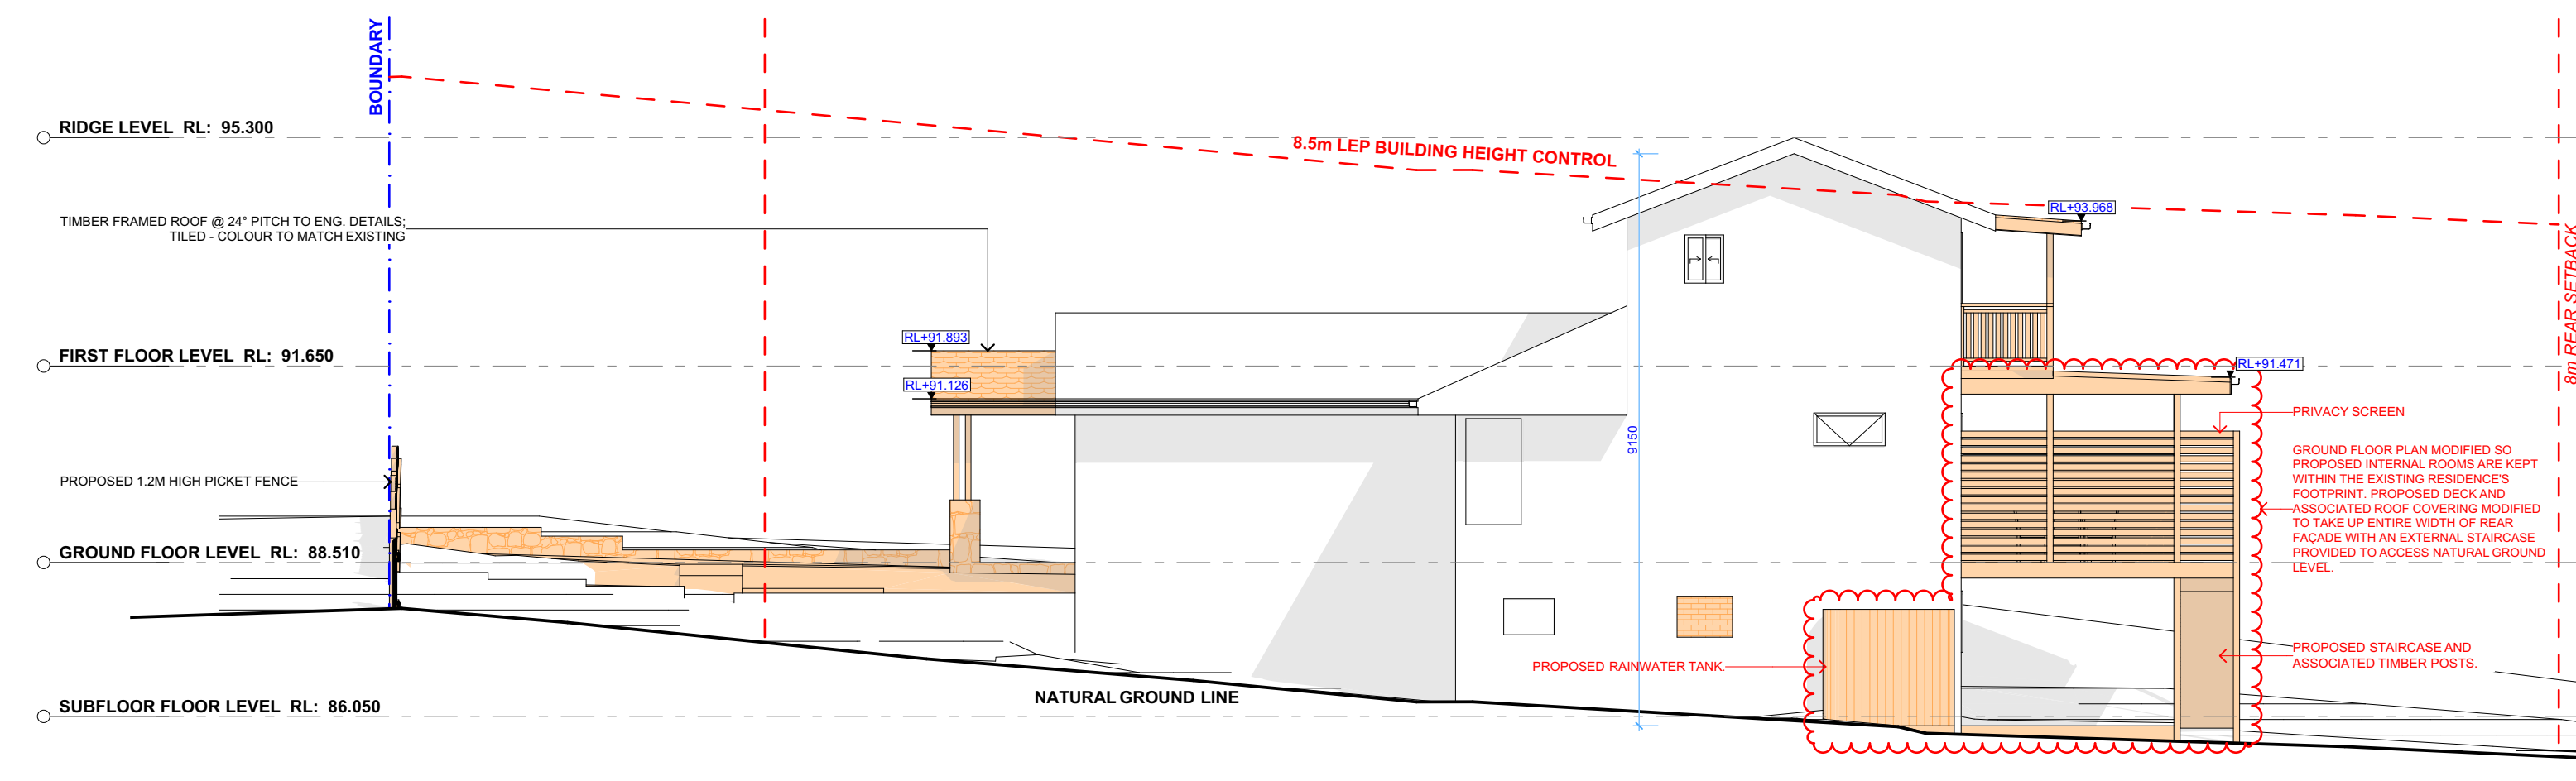 BOUNDARY
RIDGE LEVEL RL: 95.300
8.5m LEP BUILDING HEIGHT CONTROL
TIMBER FRAMED ROOF @ 24° PITCH TO ENG. DETAILS;
TILED - COLOUR TO MATCH EXISTING
RL+93.968
8m REAR SETBACK
RL+91.893
FIRST FLOOR LEVEL RL: 91.650
RL+91.126
RL+91.471
PRIVACY SCREEN
9150
GROUND FLOOR PLAN MODIFIED SO
PROPOSED INTERNAL ROOMS ARE KEPT
WITHIN THE EXISTING RESIDENCE'S
FOOTPRINT. PROPOSED DECK AND
ASSOCIATED ROOF COVERING MODIFIED
TO TAKE UP ENTIRE WIDTH OF REAR
FAÇADE WITH AN EXTERNAL STAIRCASE
PROVIDED TO ACCESS NATURAL GROUND
LEVEL.
PROPOSED 1.2M HIGH PICKET FENCE
GROUND FLOOR LEVEL RL: 88.510
PROPOSED RAINWATER TANK.
PROPOSED STAIRCASE AND
ASSOCIATED TIMBER POSTS.
NATURAL GROUND LINE
SUBFLOOR FLOOR LEVEL RL: 86.050